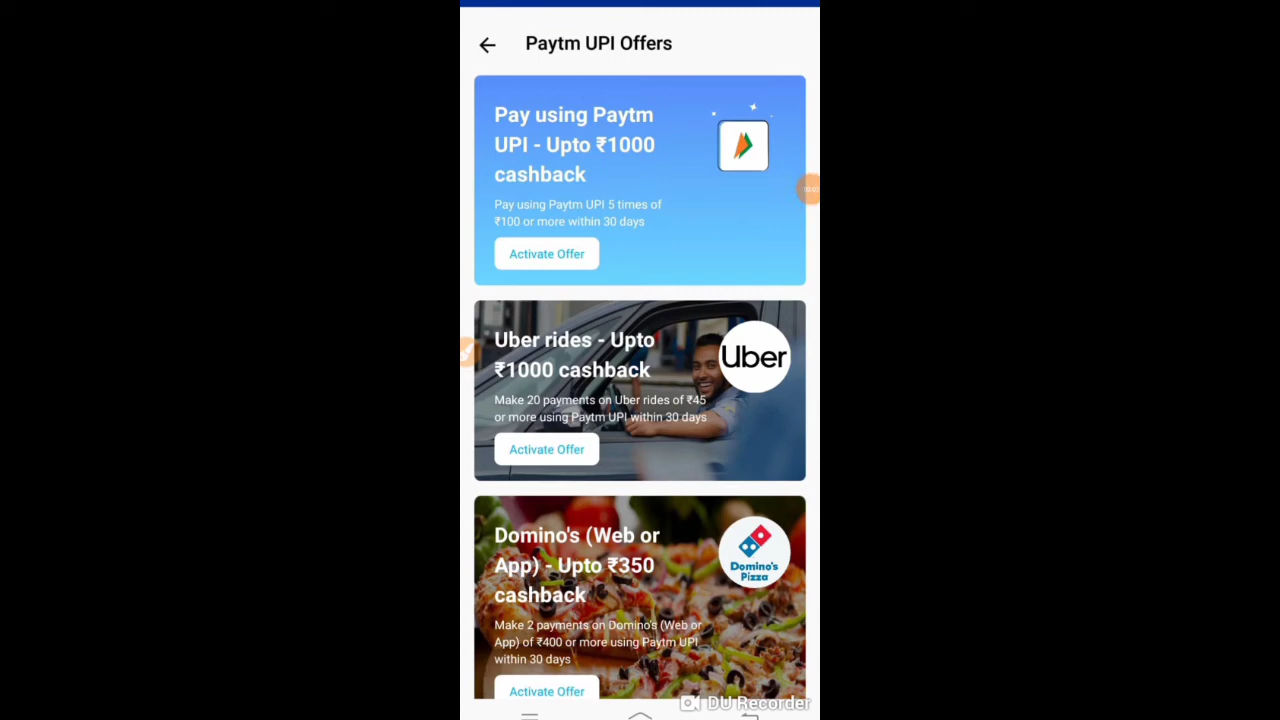 Paytm UPI Offers
Pay using Paytm
UPI - Upto ₹1000
cashback
Pay using Paytm UPI 5 times of
₹100 or more within 30 days
Activate Offer
Uber rides - Upto
₹1000 cashback
Uber
Make 20 payments on Uber rides of ₹45
or more using Paytm UPI within 30 days
Activate Offer
Domino's (Web or
App) - Upto ₹350
cashback
Domino's
Pizza
Make 2 payments on Domino's (Web or
App) of ₹400 or more using Paytm UPI
within 30 days
Activate Offer
DU Recorder